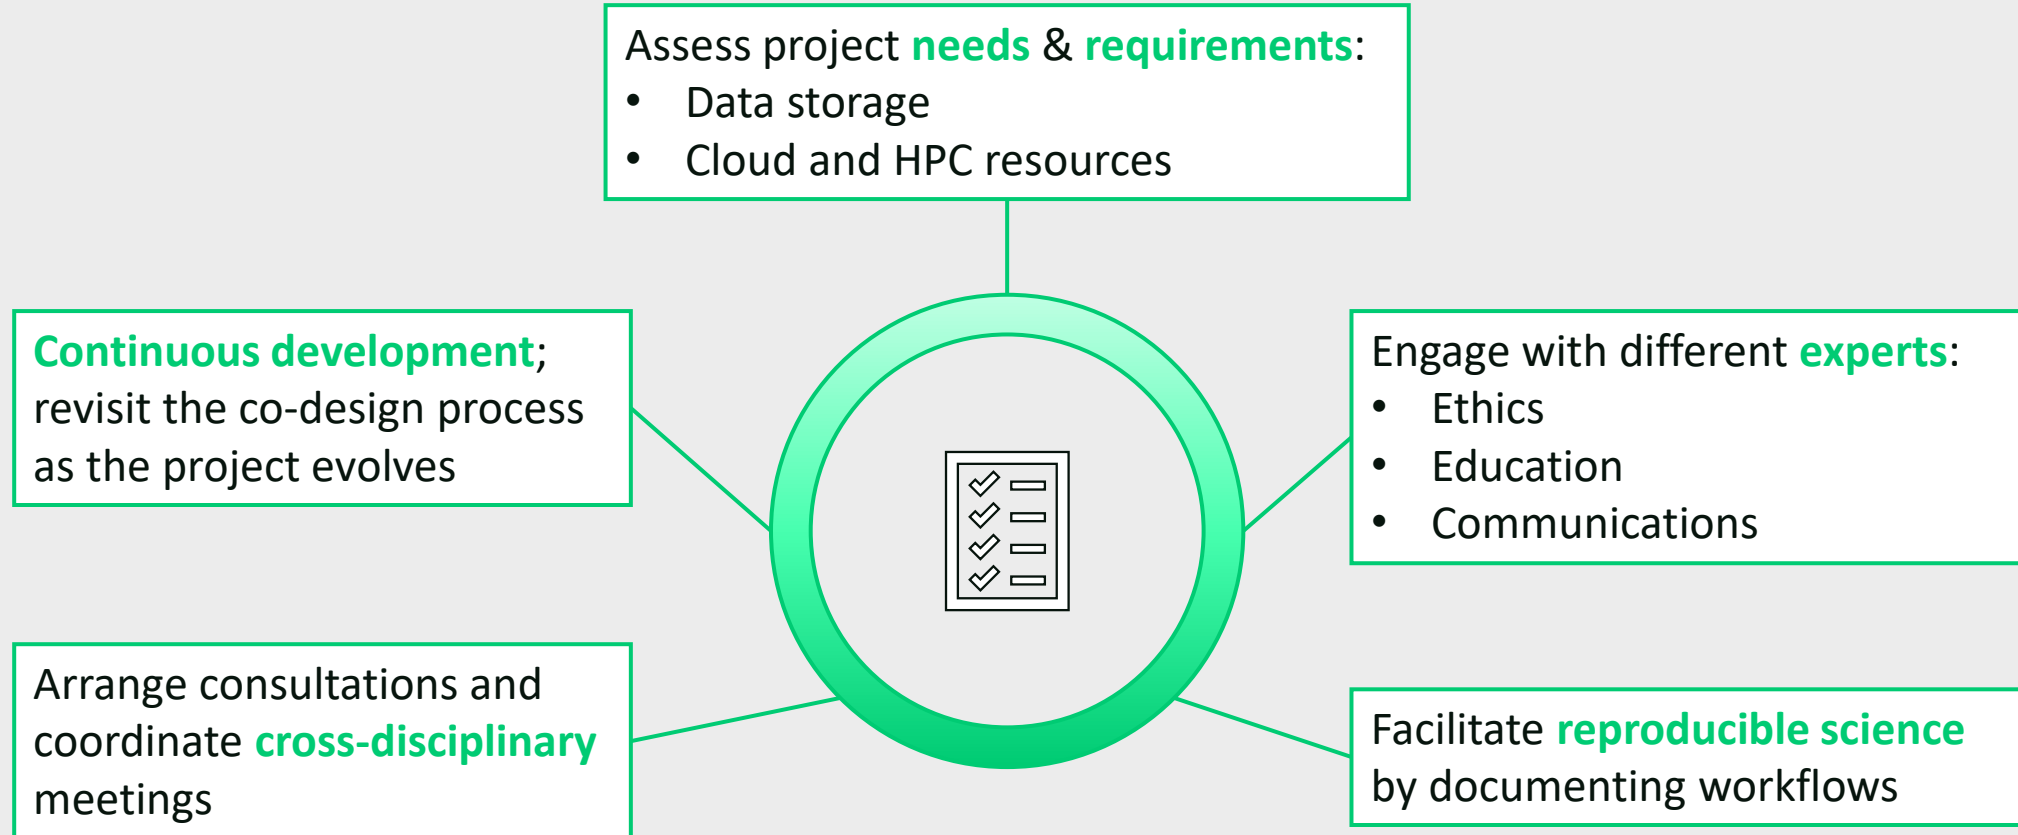 Assess project needs & requirements:
• Data storage
• Cloud and HPC resources
Continuous development;
revisit the co-design process
as the project evolves
Engage with different experts:
• Ethics
• Education
• Communications
Arrange consultations and
coordinate cross-disciplinary
meetings
Facilitate reproducible science
by documenting workflows